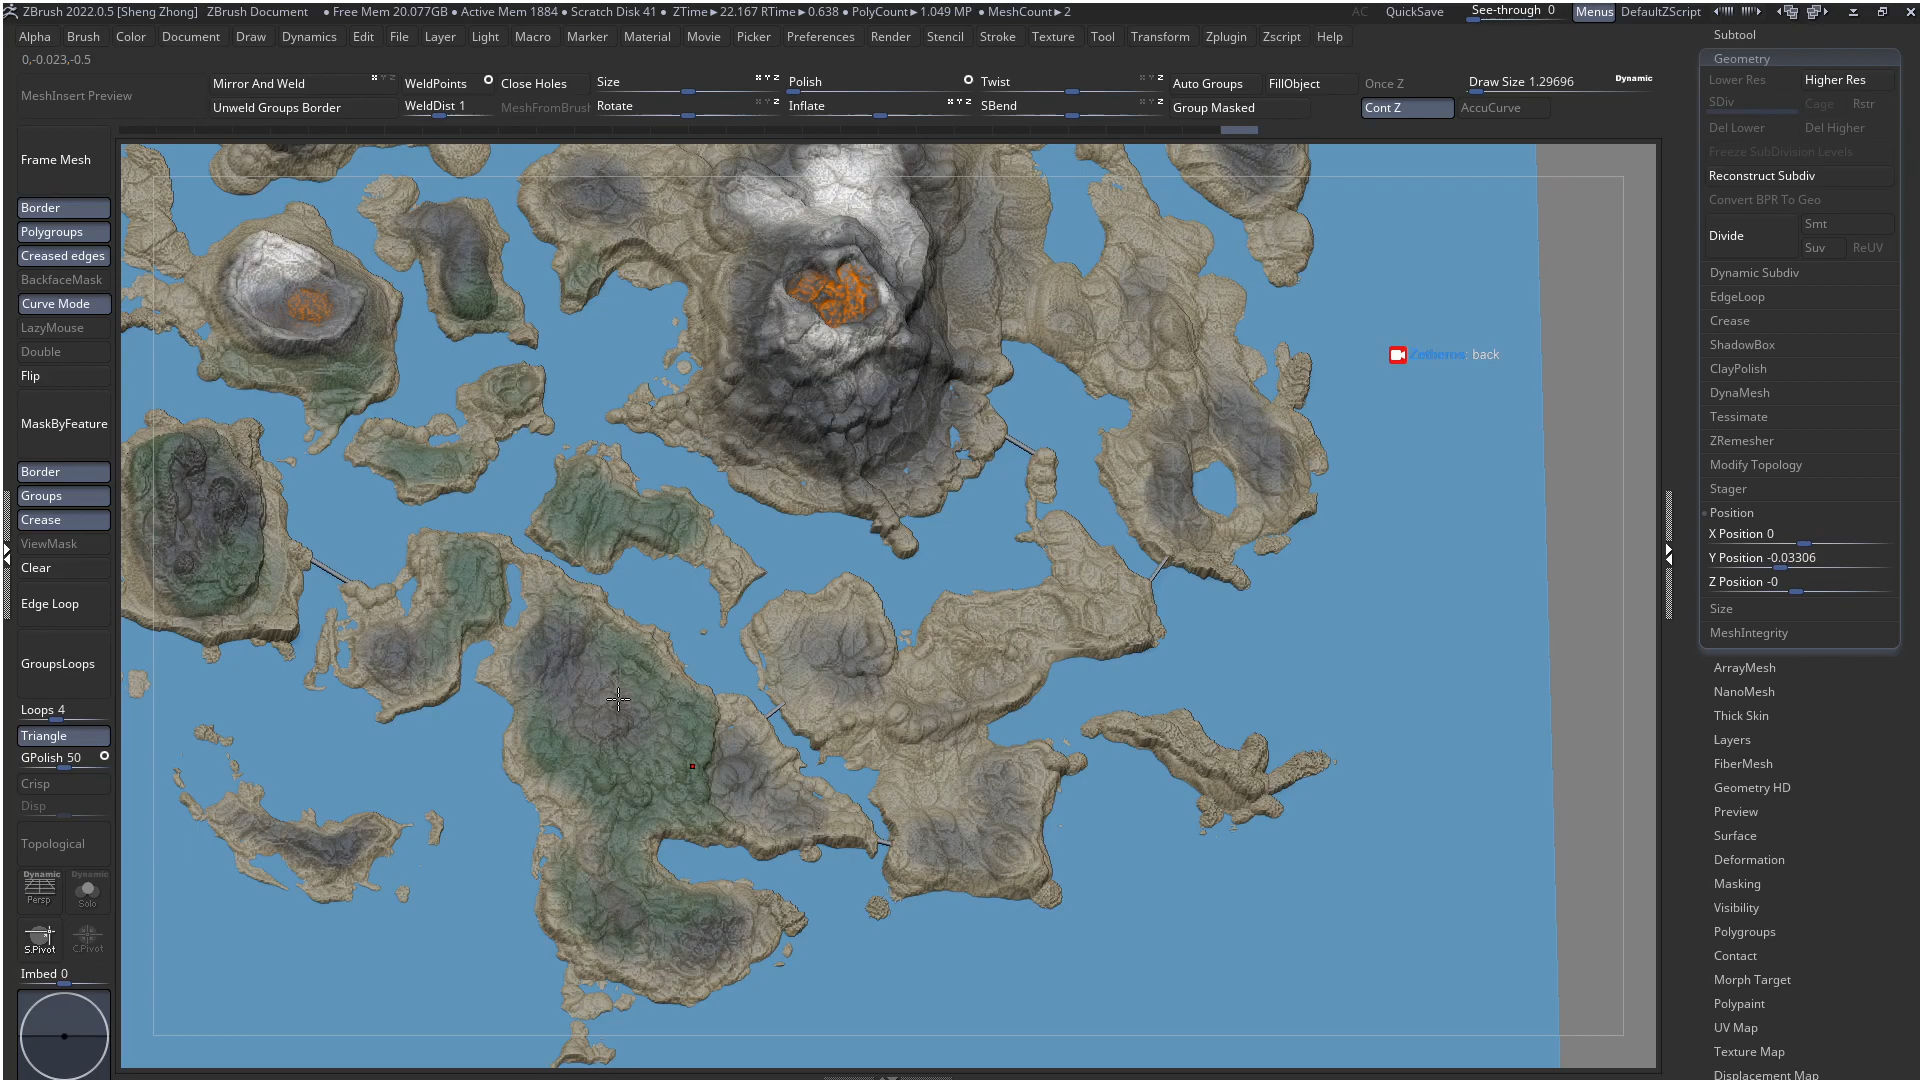 ZBrush 2022.0.5 [Sheng Zhong] ZBrush Document • Free Mem 20.077GB • Active Mem 1884 • Scratch Disk 41 • ZTime▶22.167 RTime▶0.638 • PolyCount▶1.049 MP • MeshCount▶2 AC QuickSave See-through 0 Menus DefaultZScript
Alpha Brush Color Document Draw Dynamics Edit File Layer Light Macro Marker Material Movie Picker Preferences Render Stencil Stroke Texture Tool Transform Zplugin Zscript Help
0,-0.023,-0.5
MeshInsert Preview
Mirror And Weld WeldPoints Close Holes Size Polish Twist Auto Groups FillObject Once Z Draw Size 1.29696 Dynamic
Unweld Groups Border WeldDist 1 MeshFromBrush Rotate Inflate SBend Group Masked Cont Z AccuCurve
Frame Mesh
Border
Polygroups
Creased edges
BackfaceMask
Curve Mode
LazyMouse
Double
Flip
MaskByFeature
Border
Groups
Crease
ViewMask
Clear
Edge Loop
GroupsLoops
Loops 4
Triangle
GPolish 50
Crisp
Disp
Topological
Dynamic Dynamic
Persp Solo
S.Pivot C.Pivot
Imbed 0
Zetheros: back
Subtool
Geometry
Lower Res Higher Res
SDiv Cage Rstr
Del Lower Del Higher
Freeze SubDivision Levels
Reconstruct Subdiv
Convert BPR To Geo
Divide Smt
Suv ReUV
Dynamic Subdiv
EdgeLoop
Crease
ShadowBox
ClayPolish
DynaMesh
Tessimate
ZRemesher
Modify Topology
Stager
Position
X Position 0
Y Position -0.03306
Z Position -0
Size
MeshIntegrity
ArrayMesh
NanoMesh
Thick Skin
Layers
FiberMesh
Geometry HD
Preview
Surface
Deformation
Masking
Visibility
Polygroups
Contact
Morph Target
Polypaint
UV Map
Texture Map
Displacement Map